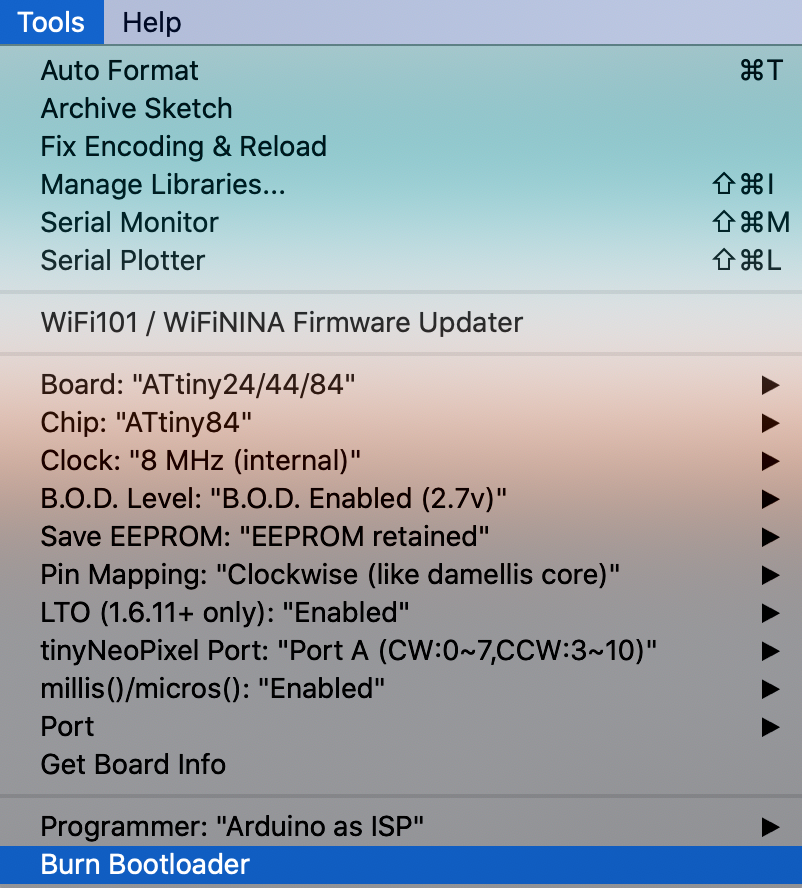 Tools Help
Auto Format ⌘T
Archive Sketch
Fix Encoding & Reload
Manage Libraries... ⇧⌘I
Serial Monitor ⇧⌘M
Serial Plotter ⇧⌘L
WiFi101 / WiFiNINA Firmware Updater
Board: "ATtiny24/44/84" ▶
Chip: "ATtiny84" ▶
Clock: "8 MHz (internal)" ▶
B.O.D. Level: "B.O.D. Enabled (2.7v)" ▶
Save EEPROM: "EEPROM retained" ▶
Pin Mapping: "Clockwise (like damellis core)" ▶
LTO (1.6.11+ only): "Enabled" ▶
tinyNeoPixel Port: "Port A (CW:0~7,CCW:3~10)" ▶
millis()/micros(): "Enabled" ▶
Port ▶
Get Board Info
Programmer: "Arduino as ISP" ▶
Burn Bootloader